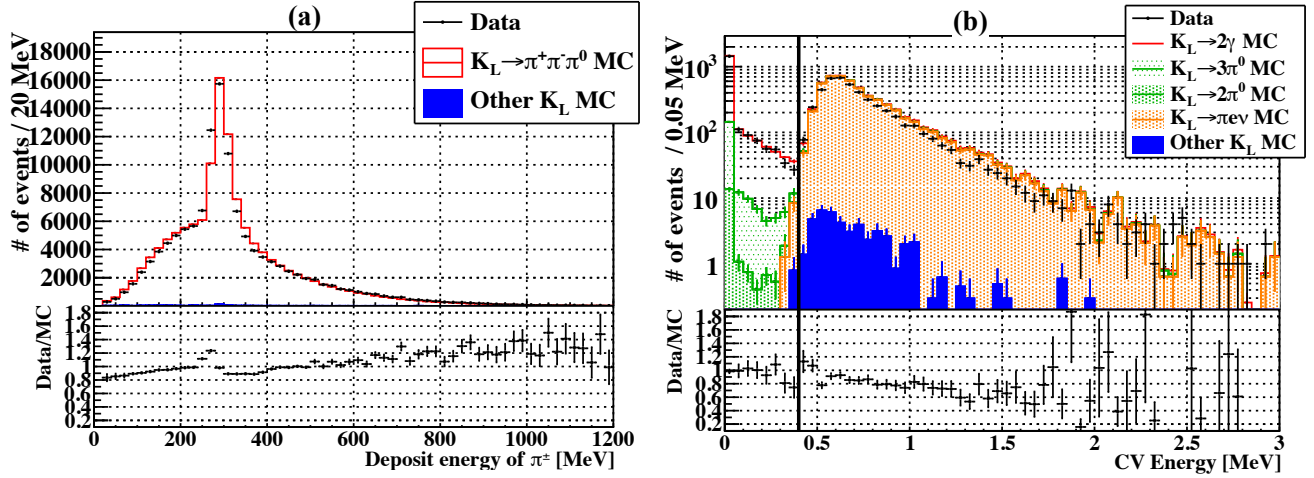 (a)
Data
K_L→π⁺π⁻π⁰ MC
Other K_L MC
# of events / 20 MeV
18000
16000
14000
12000
10000
8000
6000
4000
2000
Data/MC
1.8
1.6
1.4
1.2
1
0.8
0.6
0.4
0.2
0 200 400 600 800 1000 1200
Deposit energy of π± [MeV]
(b)
Data
K_L→2γ MC
K_L→3π⁰ MC
K_L→2π⁰ MC
K_L→πeν MC
Other K_L MC
# of events / 0.05 MeV
10³
10²
10
1
Data/MC
1.8
1.6
1.4
1.2
1
0.8
0.6
0.4
0.2
0 0.5 1 1.5 2 2.5 3
CV Energy [MeV]